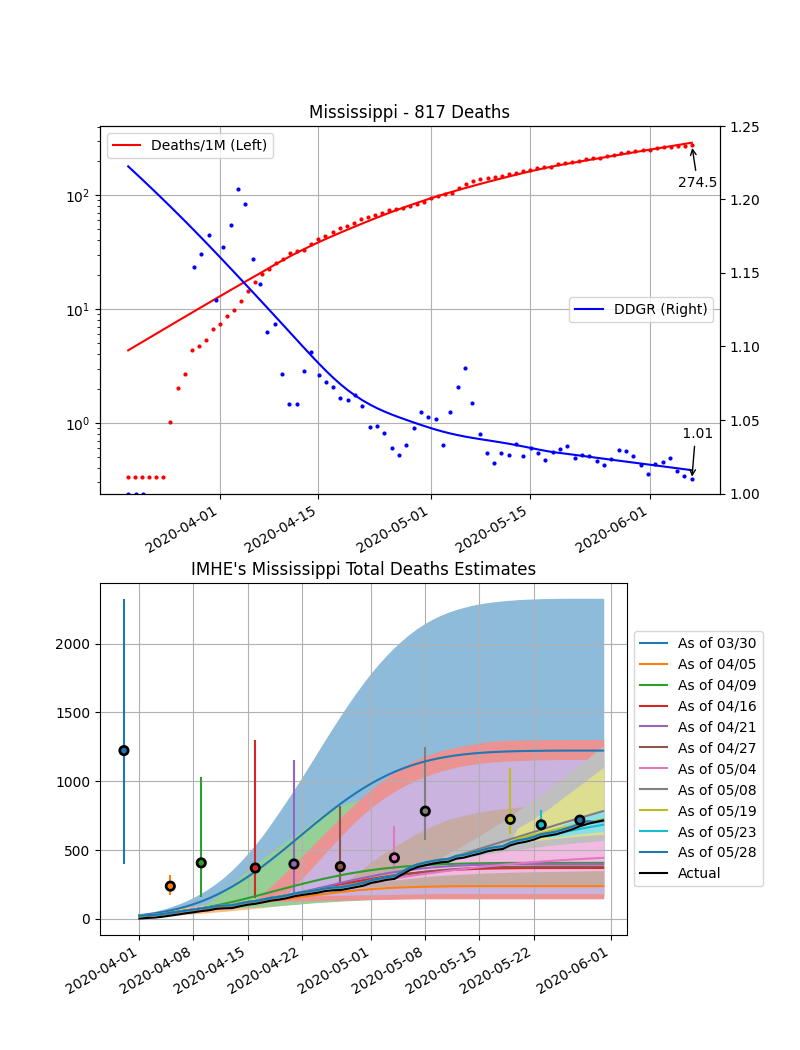 Mississippi - 817 Deaths
Deaths/1M (Left)
DDGR (Right)
274.5
1.01
10²
10¹
10⁰
1.25
1.20
1.15
1.10
1.05
1.00
2020-04-01
2020-04-15
2020-05-01
2020-05-15
2020-06-01
IMHE's Mississippi Total Deaths Estimates
2000
1500
1000
500
0
2020-04-01
2020-04-08
2020-04-15
2020-04-22
2020-05-01
2020-05-08
2020-05-15
2020-05-22
2020-06-01
As of 03/30
As of 04/05
As of 04/09
As of 04/16
As of 04/21
As of 04/27
As of 05/04
As of 05/08
As of 05/19
As of 05/23
As of 05/28
Actual